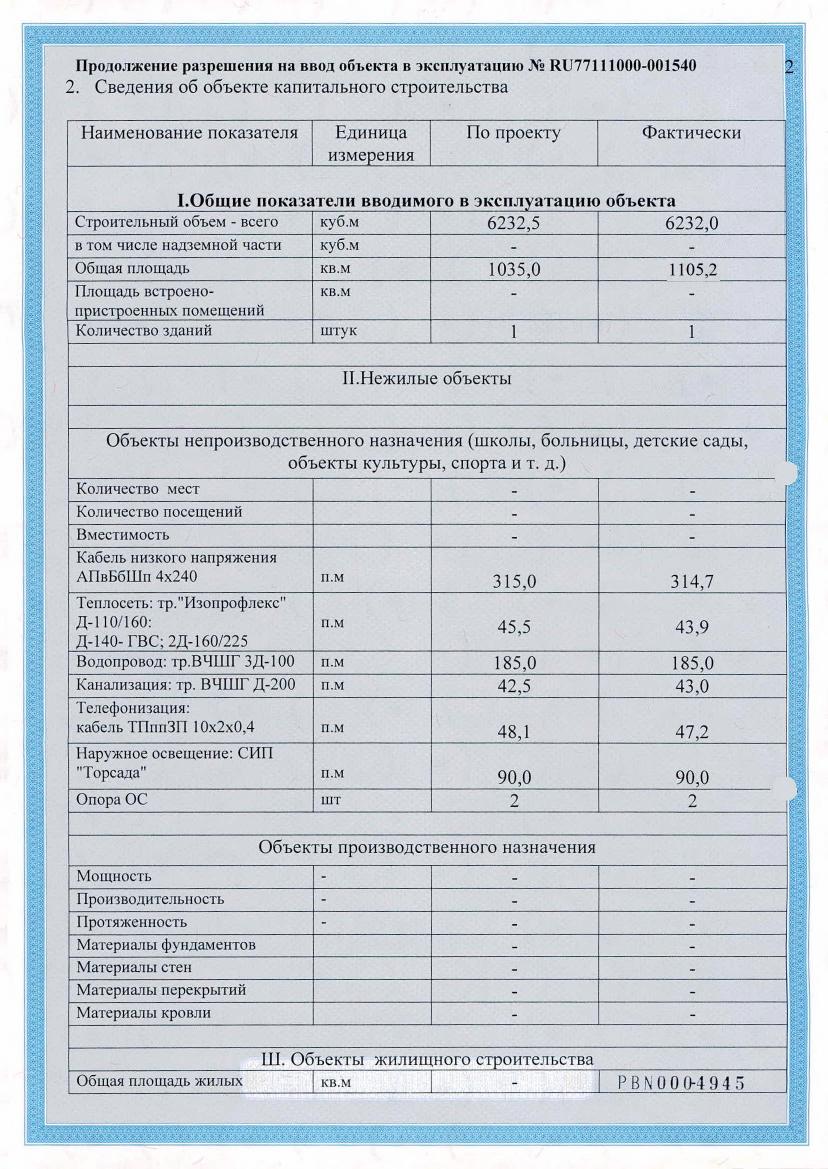 Продолжение разрешения на ввод объекта в эксплуатацию № RU77111000-001540
2
2. Сведения об объекте капитального строительства
Наименование показателя Единица измерения По проекту Фактически
I.Общие показатели вводимого в эксплуатацию объекта
Строительный объем - всего куб.м 6232,5 6232,0
в том числе надземной части куб.м - -
Общая площадь кв.м 1035,0 1105,2
Площадь встроено- кв.м - -
пристроенных помещений
Количество зданий штук 1 1
II.Нежилые объекты
Объекты непроизводственного назначения (школы, больницы, детские сады,
объекты культуры, спорта и т. д.)
Количество мест - -
Количество посещений - -
Вместимость - -
Кабель низкого напряжения
АПвБбШп 4х240 п.м 315,0 314,7
Теплосеть: тр."Изопрофлекс"
Д-110/160: п.м 45,5 43,9
Д-140- ГВС; 2Д-160/225
Водопровод: тр.ВЧШГ 3Д-100 п.м 185,0 185,0
Канализация: тр. ВЧШГ Д-200 п.м 42,5 43,0
Телефонизация:
кабель ТПппЗП 10х2х0,4 п.м 48,1 47,2
Наружное освещение: СИП
"Торсада" п.м 90,0 90,0
Опора ОС шт 2 2
Объекты производственного назначения
Мощность - - -
Производительность - - -
Протяженность - - -
Материалы фундаментов - -
Материалы стен - -
Материалы перекрытий - -
Материалы кровли - -
Ш. Объекты жилищного строительства
Общая площадь жилых кв.м - PBN0004945